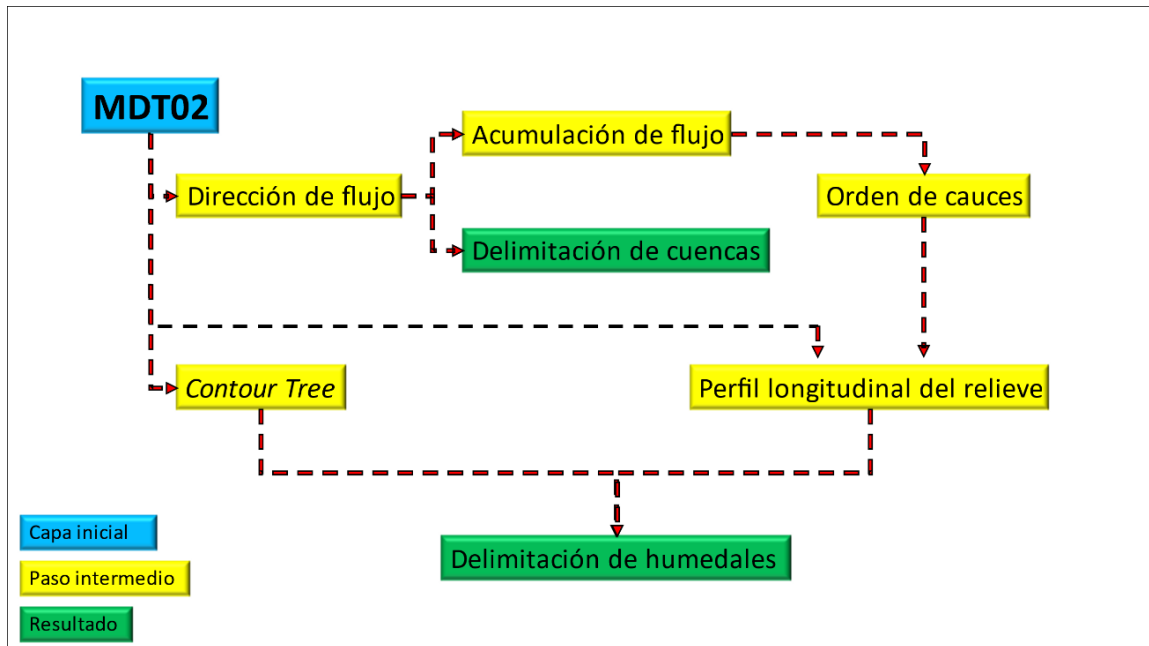 MDT02
Acumulación de flujo
Dirección de flujo
Orden de cauces
Delimitación de cuencas
Contour Tree
Perfil longitudinal del relieve
Delimitación de humedales
Capa inicial
Paso intermedio
Resultado